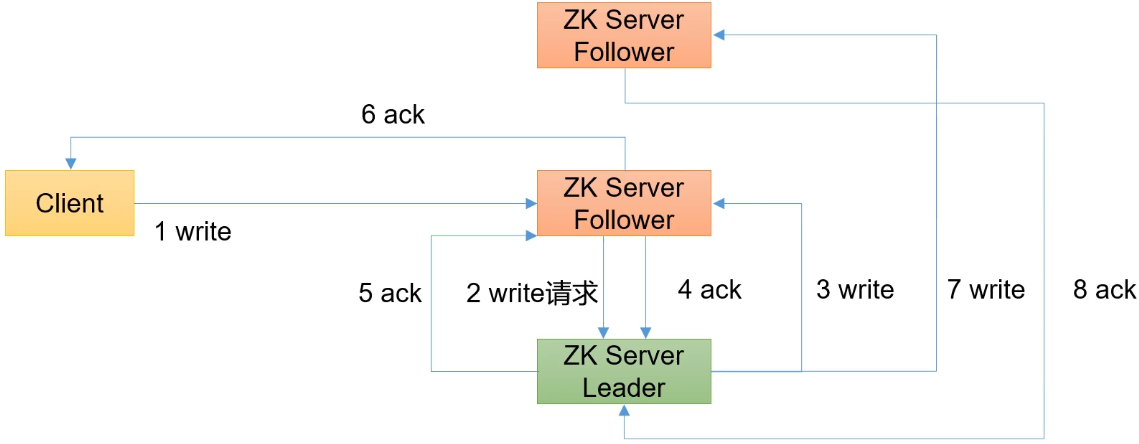 ZK Server
Follower
6 ack
Client
1 write
ZK Server
Follower
5 ack
2 write请求
4 ack
3 write
7 write
8 ack
ZK Server
Leader